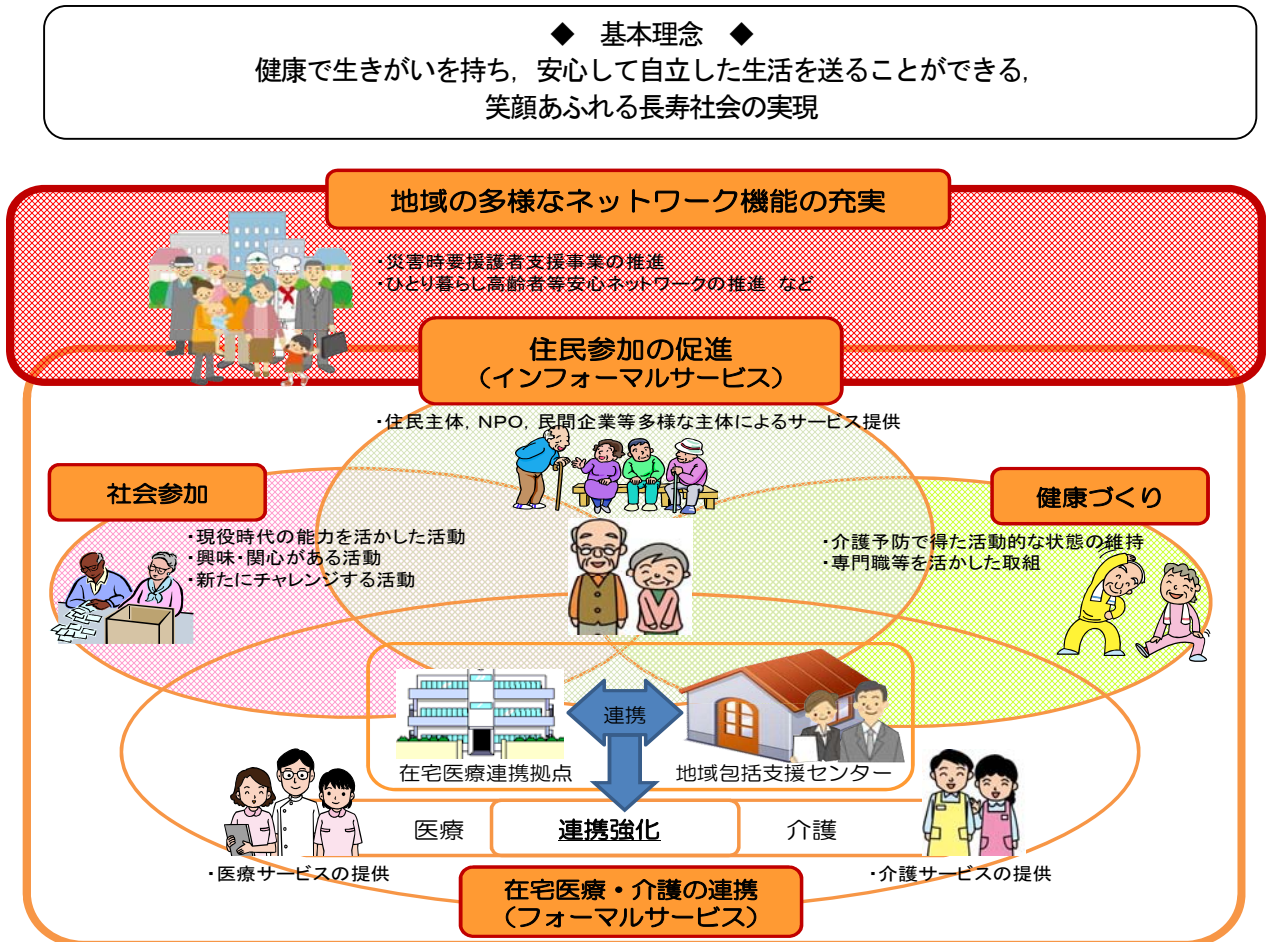 ◆ 基本理念 ◆
健康で生きがいを持ち，安心して自立した生活を送ることができる，
笑顔あふれる長寿社会の実現
地域の多様なネットワーク機能の充実
・災害時要援護者支援事業の推進
・ひとり暮らし高齢者等安心ネットワークの推進 など
住民参加の促進
（インフォーマルサービス）
・住民主体，NPO，民間企業等多様な主体によるサービス提供
社会参加
・現役時代の能力を活かした活動
・興味・関心がある活動
・新たにチャレンジする活動
健康づくり
・介護予防で得た活動的な状態の維持
・専門職等を活かした取組
連携
在宅医療連携拠点
地域包括支援センター
医療
連携強化
介護
・医療サービスの提供
・介護サービスの提供
在宅医療・介護の連携
（フォーマルサービス）